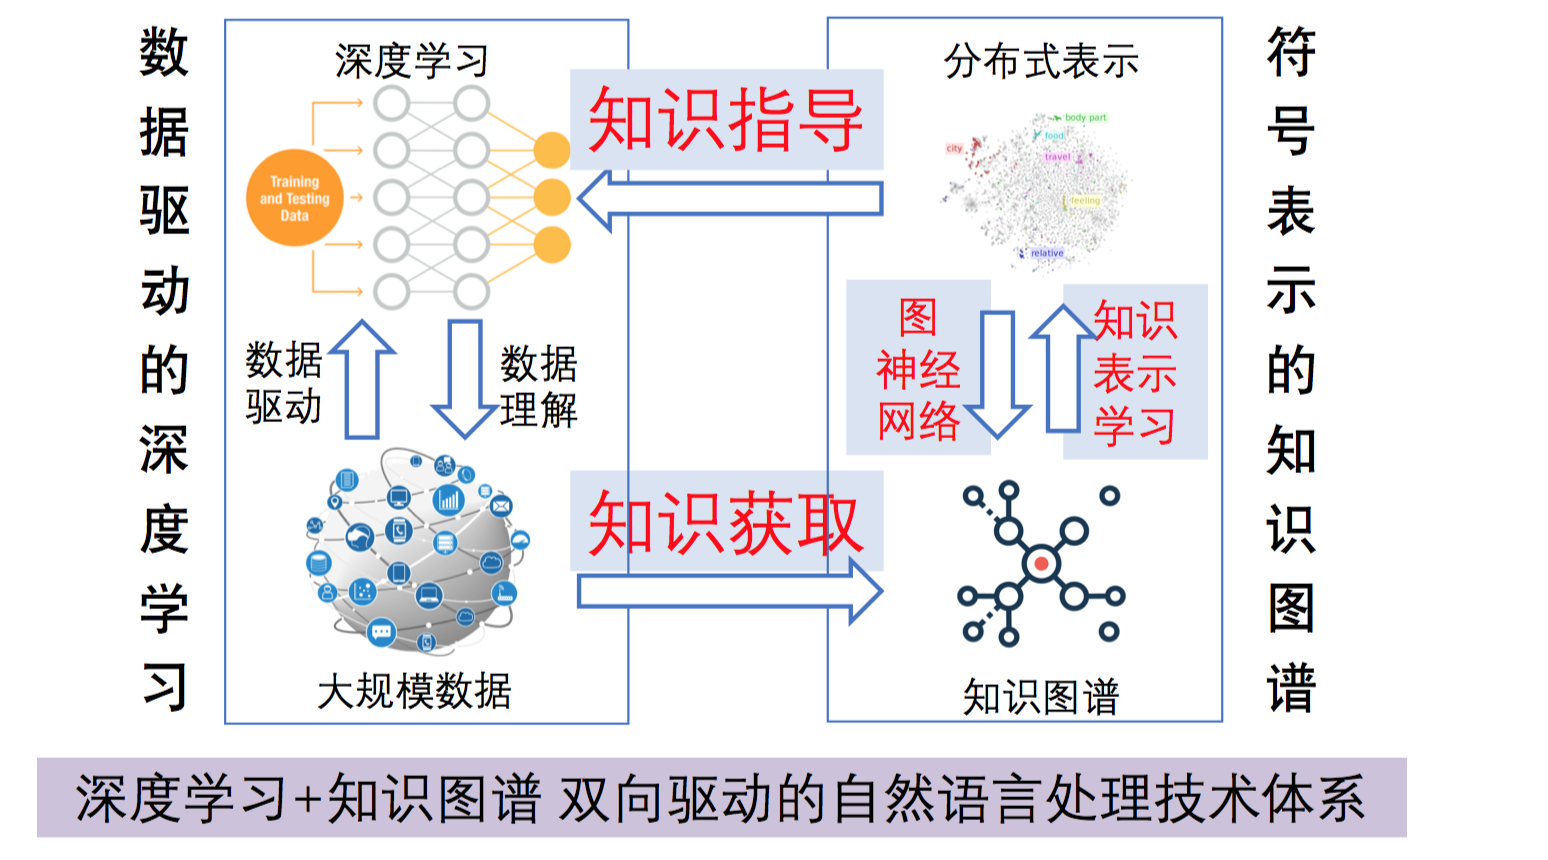 数据驱动的深度学习
深度学习
Training
and Testing
Data
数据
驱动
数据
理解
大规模数据
知识指导
知识获取
分布式表示
body part
food
city
travel
feeling
relative
图
神经
网络
知识
表示
学习
知识图谱
符号表示的知识图谱
深度学习+知识图谱 双向驱动的自然语言处理技术体系